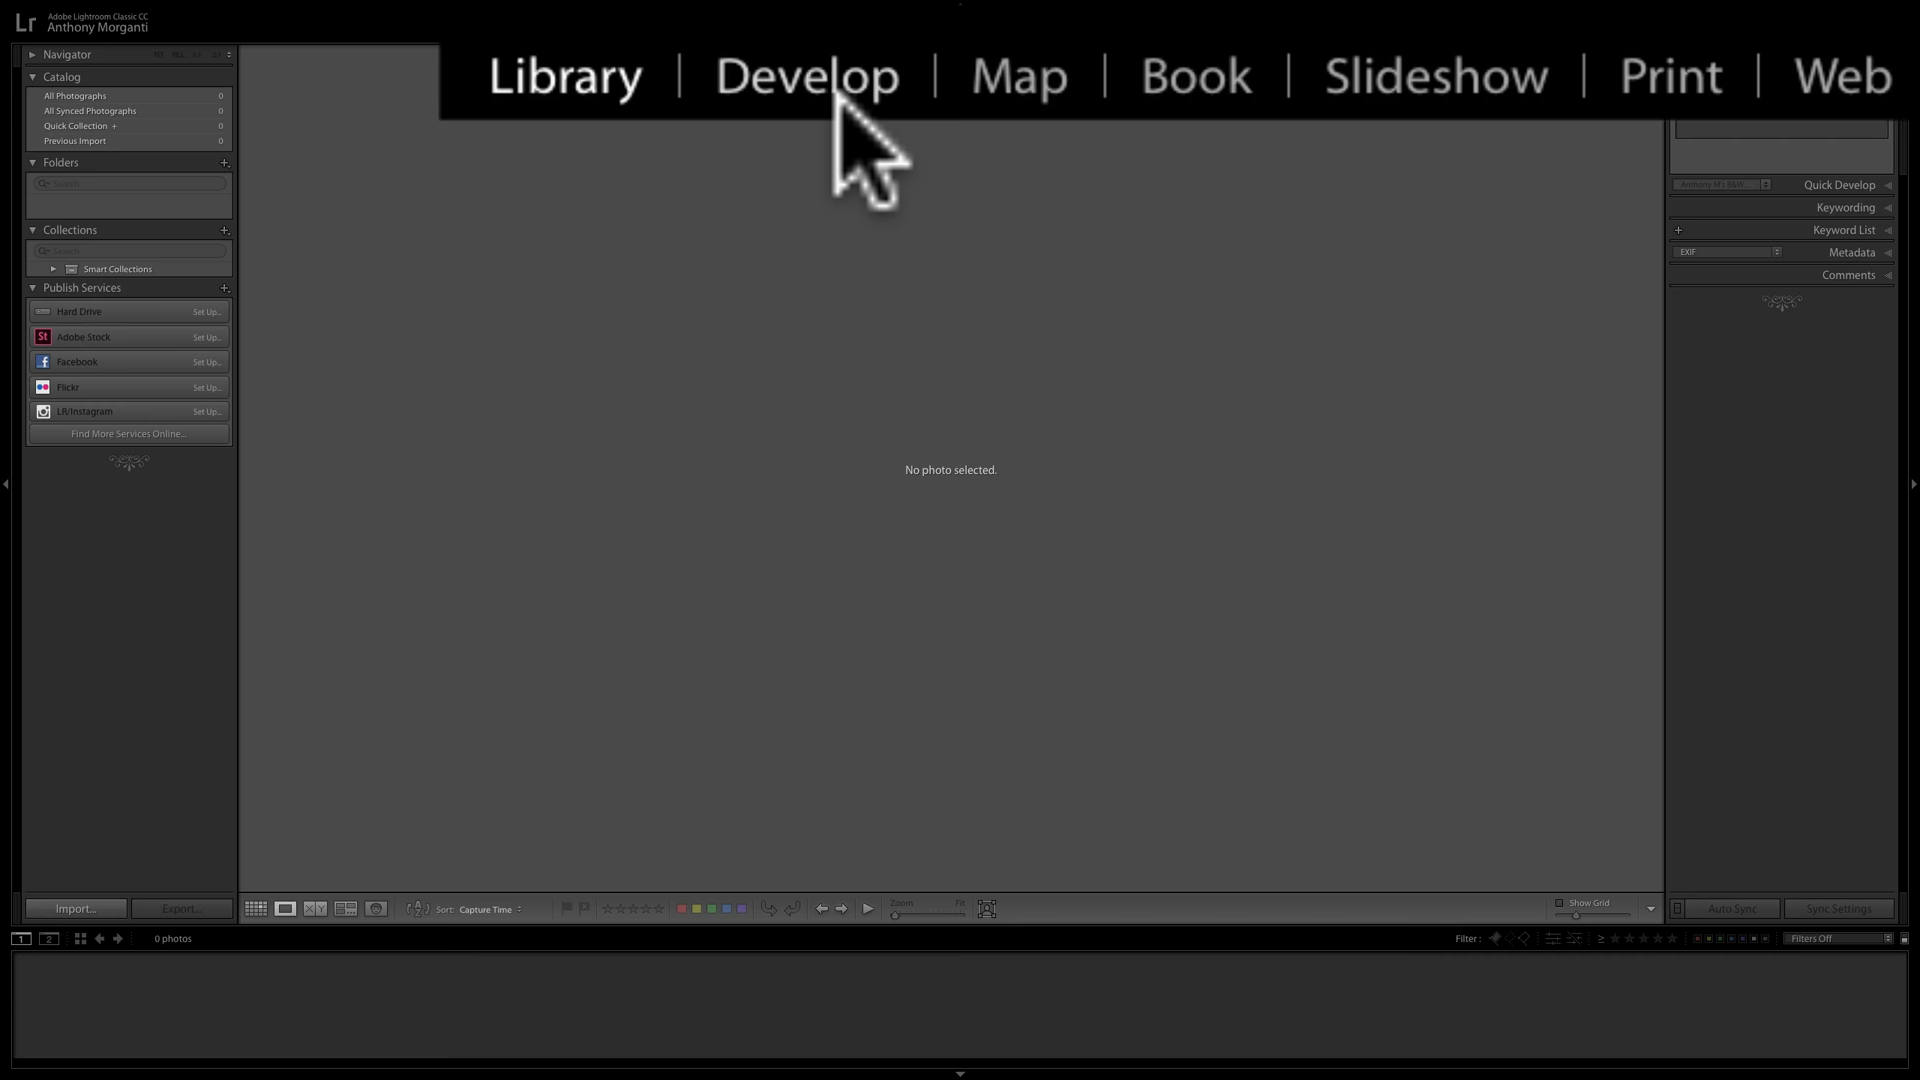 Lr
Adobe Lightroom Classic CC
Anthony Morganti
Library | Develop | Map | Book | Slideshow | Print | Web
Navigator
Catalog
All Photographs 0
All Synced Photographs 0
Quick Collection + 0
Previous Import 0
Folders
Search
Collections
Search
Smart Collections
Publish Services
Hard Drive Set Up...
St Adobe Stock Set Up...
Facebook Set Up...
Flickr Set Up...
LR/Instagram Set Up...
Find More Services Online...
Import...
Export...
No photo selected.
Quick Develop
Keywording
Keyword List
EXIF Metadata
Comments
XY
Sort: Capture Time
Zoom Fit
Show Grid
Auto Sync
Sync Settings
1 2
0 photos
Filter :
Filters Off